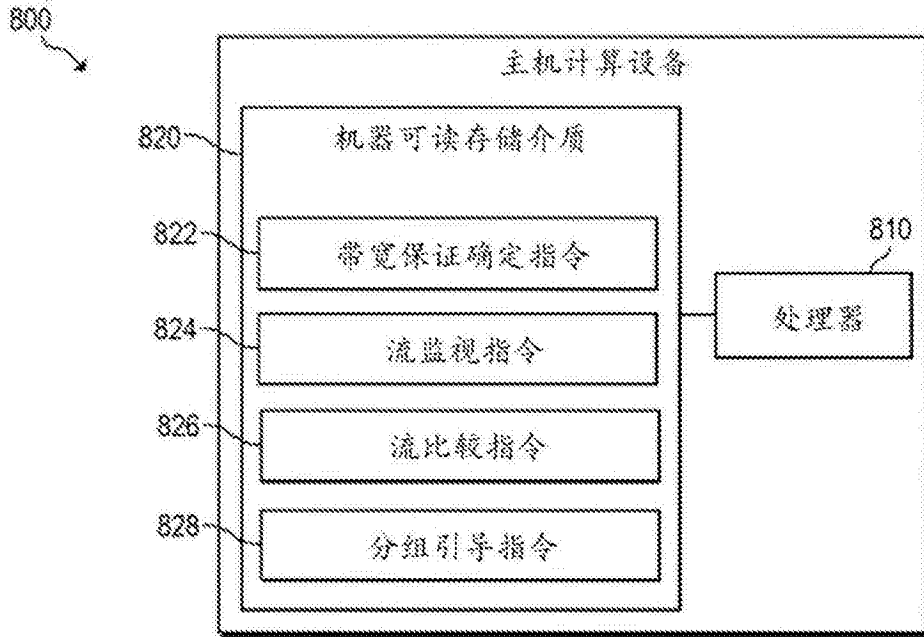 800
主机计算设备
820
机器可读存储介质
822
带宽保证确定指令
810
处理器
824
流监视指令
826
流比较指令
828
分组引导指令